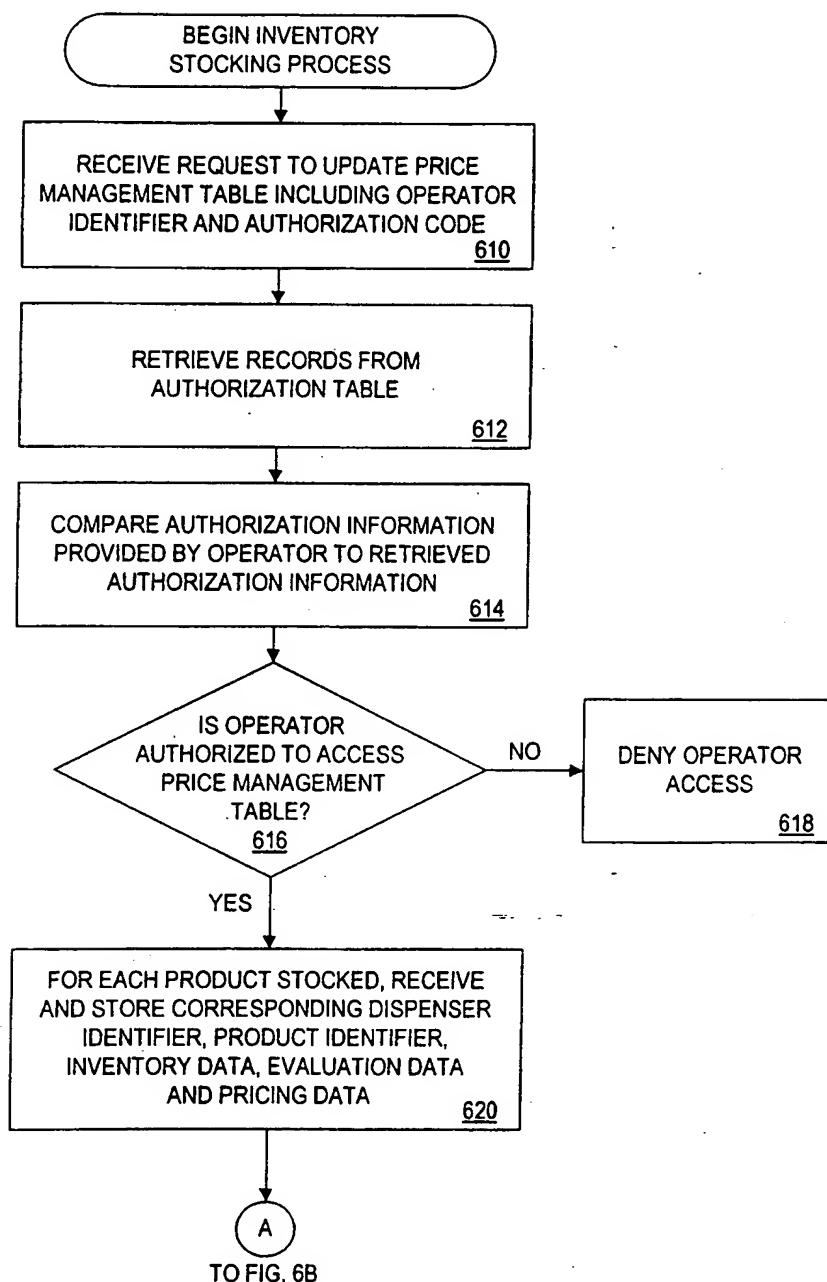 BEGIN INVENTORY
STOCKING PROCESS
RECEIVE REQUEST TO UPDATE PRICE
MANAGEMENT TABLE INCLUDING OPERATOR
IDENTIFIER AND AUTHORIZATION CODE
610
RETRIEVE RECORDS FROM
AUTHORIZATION TABLE
612
COMPARE AUTHORIZATION INFORMATION
PROVIDED BY OPERATOR TO RETRIEVED
AUTHORIZATION INFORMATION
614
IS OPERATOR
AUTHORIZED TO ACCESS
PRICE MANAGEMENT
TABLE?
616
NO
DENY OPERATOR
ACCESS
618
YES
FOR EACH PRODUCT STOCKED, RECEIVE
AND STORE CORRESPONDING DISPENSER
IDENTIFIER, PRODUCT IDENTIFIER,
INVENTORY DATA, EVALUATION DATA
AND PRICING DATA
620
A
TO FIG. 6B